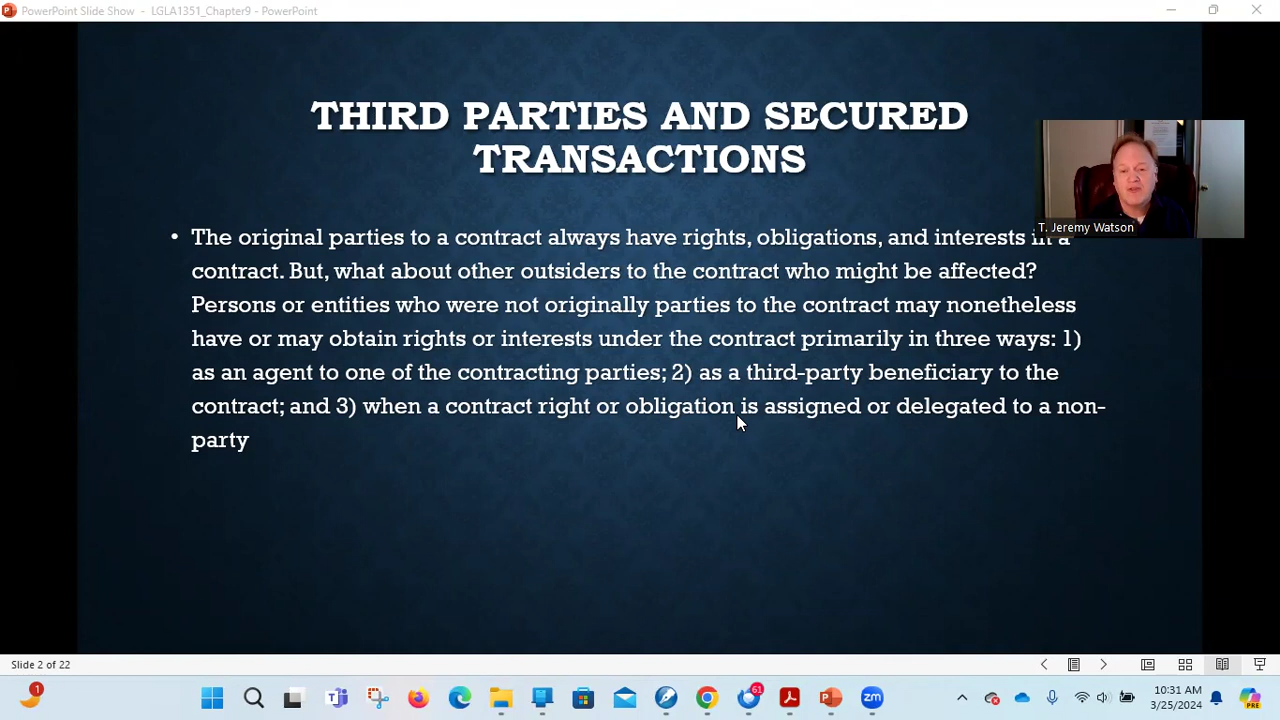 PowerPoint Slide Show - LGLA1351_Chapter9 - PowerPoint
THIRD PARTIES AND SECURED
TRANSACTIONS
T. Jeremy Watson
• The original parties to a contract always have rights, obligations, and interests in a
contract. But, what about other outsiders to the contract who might be affected?
Persons or entities who were not originally parties to the contract may nonetheless
have or may obtain rights or interests under the contract primarily in three ways: 1)
as an agent to one of the contracting parties; 2) as a third-party beneficiary to the
contract; and 3) when a contract right or obligation is assigned or delegated to a non-
party
Slide 2 of 22
1
61
zm
10:31 AM
3/25/2024
PRE